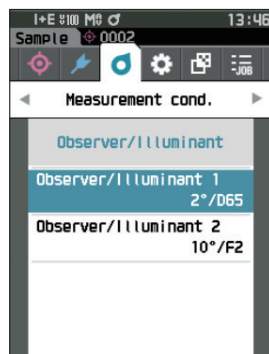 I+E M 13:46
Sample 0002
-JOB
◀ Measurement cond. ▶
Observer/Illuminant
Observer/Illuminant 1
2°/D65
Observer/Illuminant 2
10°/F2